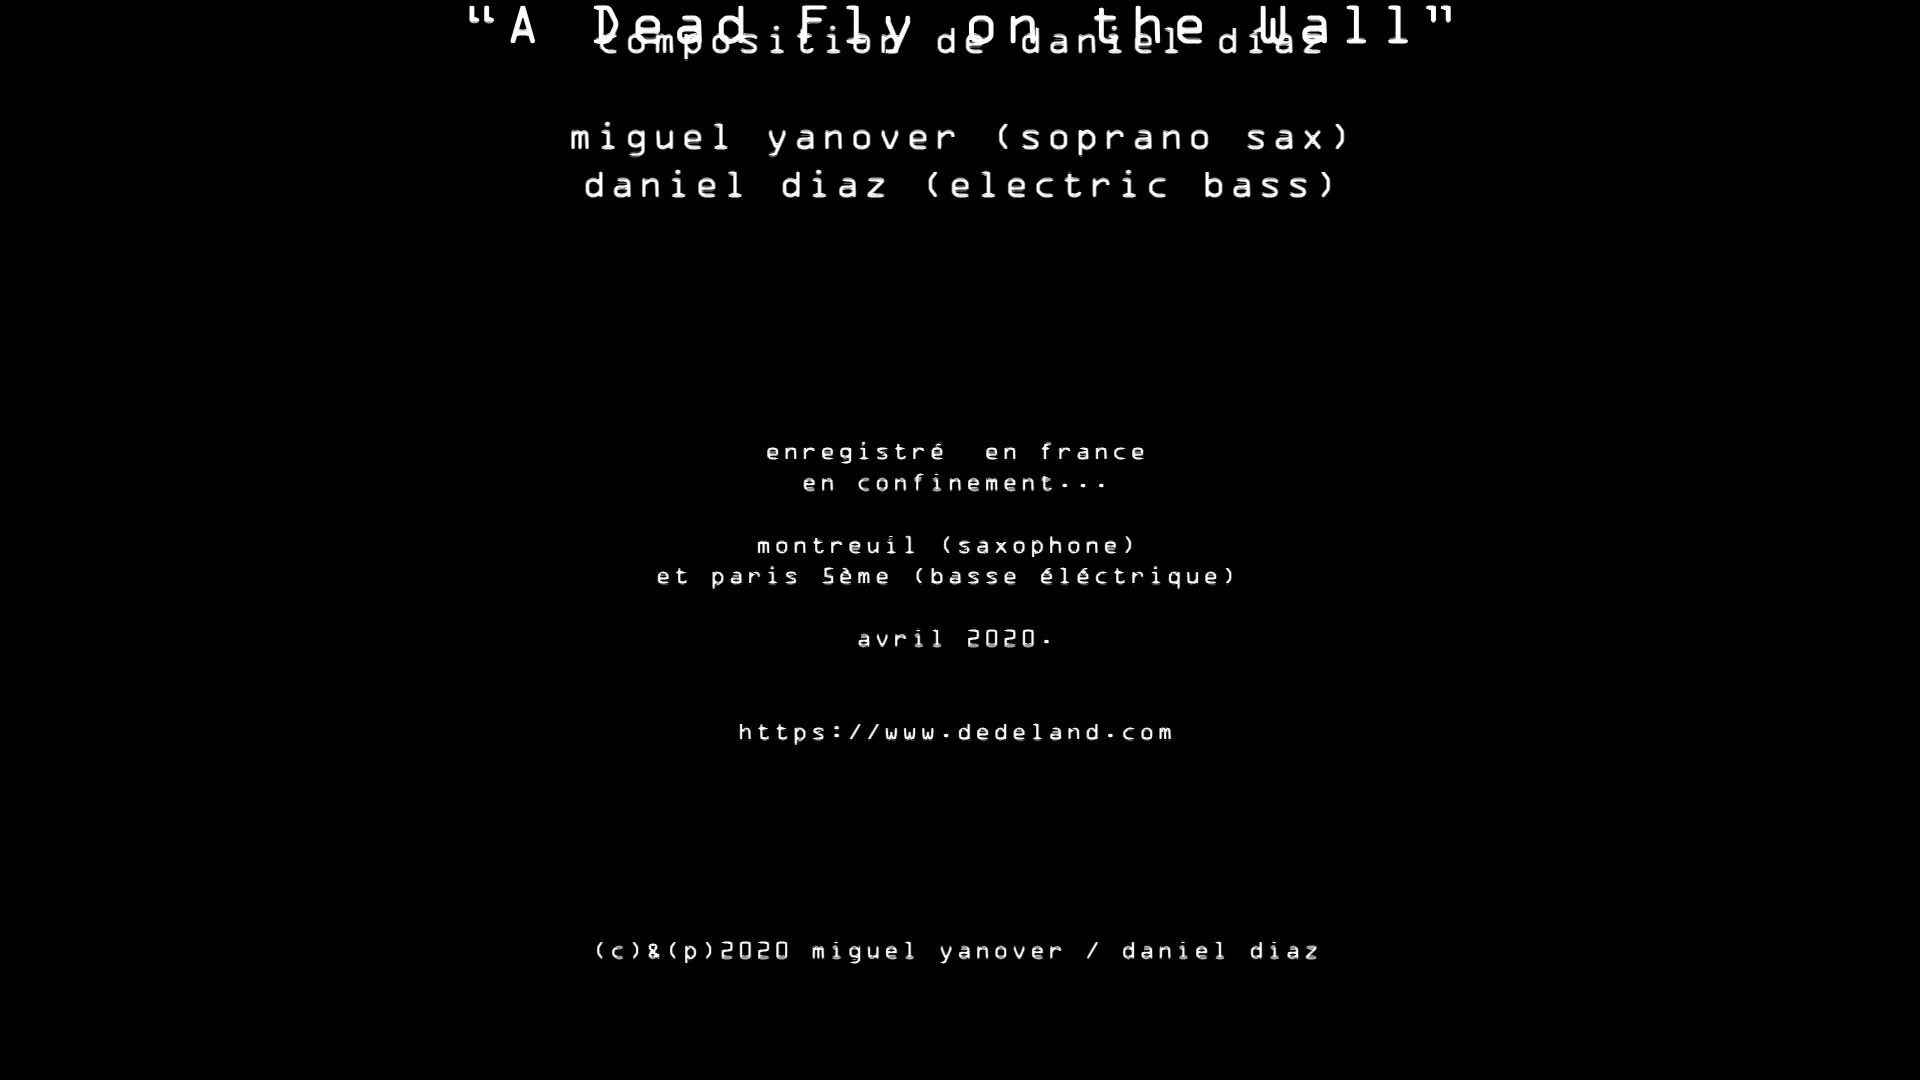 "A Dead Fly on the Wall"
composition de daniel diaz
miguel yanover (soprano sax)
daniel diaz (electric bass)
enregistré en france
en confinement...
montreuil (saxophone)
et paris 5ème (basse éléctrique)
avril 2020.
https://www.dedeland.com
(c)&(p)2020 miguel yanover / daniel diaz